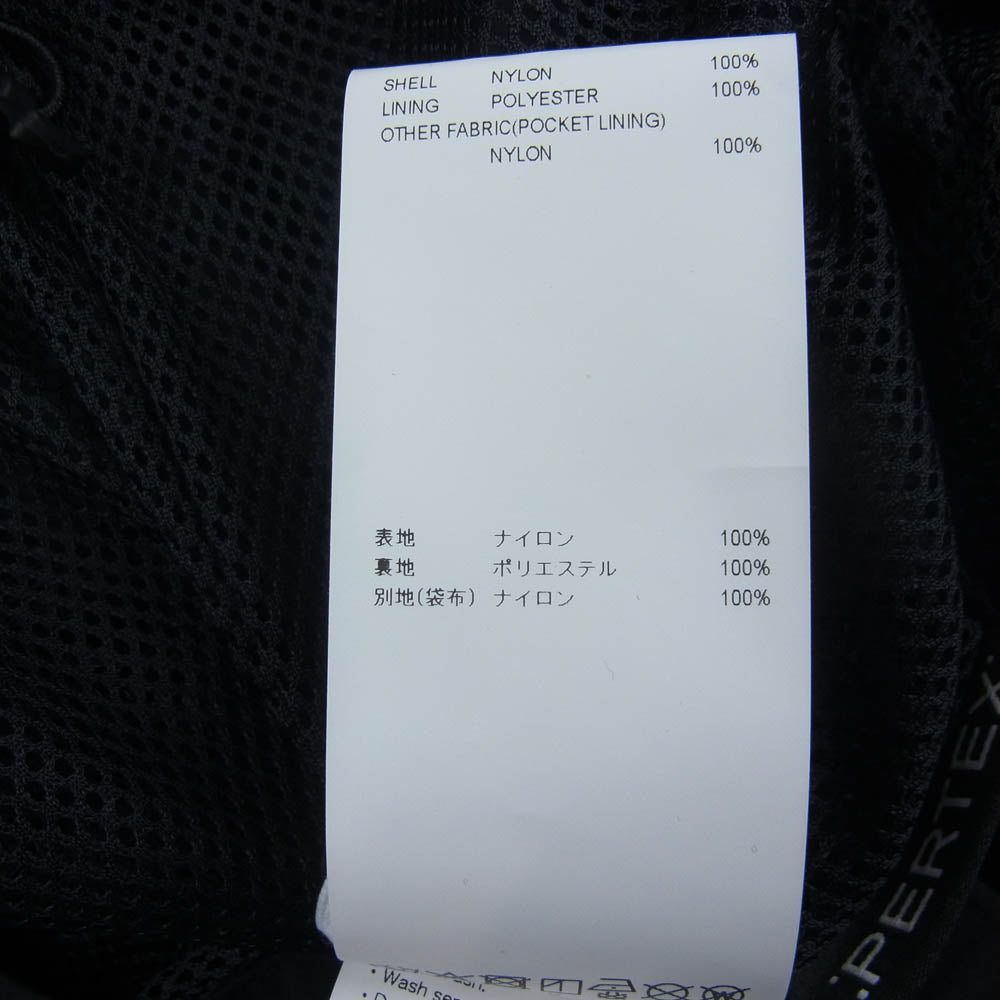 SHELL NYLON 100%
LINING POLYESTER 100%
OTHER FABRIC(POCKET LINING)
NYLON 100%
表地 ナイロン 100%
裏地 ポリエステル 100%
別地(袋布) ナイロン 100%
PERTEX
• Wash